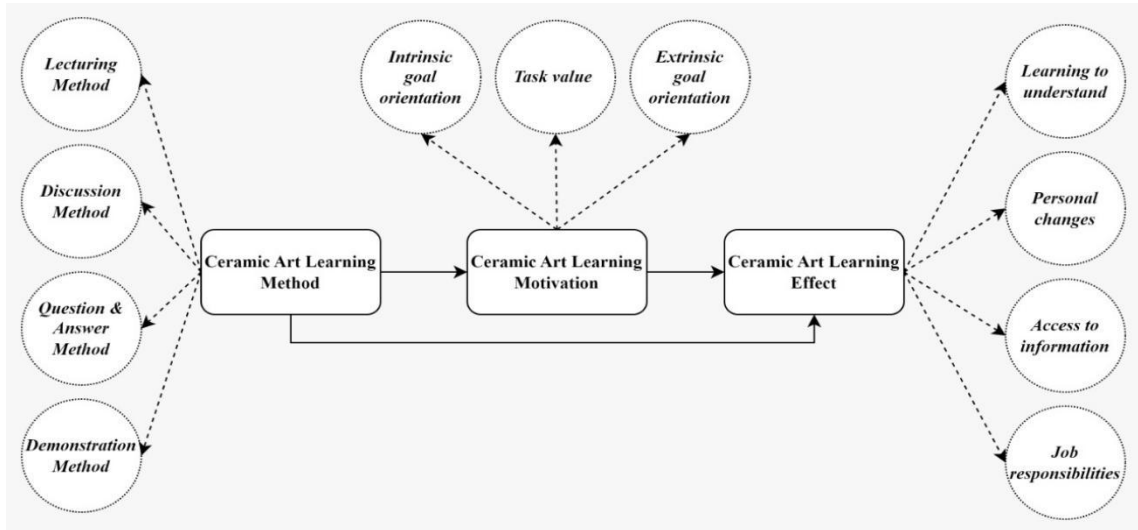 Lecturing
Method
Discussion
Method
Question &
Answer
Method
Demonstration
Method
Intrinsic
goal
orientation
Task value
Extrinsic
goal
orientation
Ceramic Art Learning
Method
Ceramic Art Learning
Motivation
Ceramic Art Learning
Effect
Learning to
understand
Personal
changes
Access to
information
Job
responsibilities